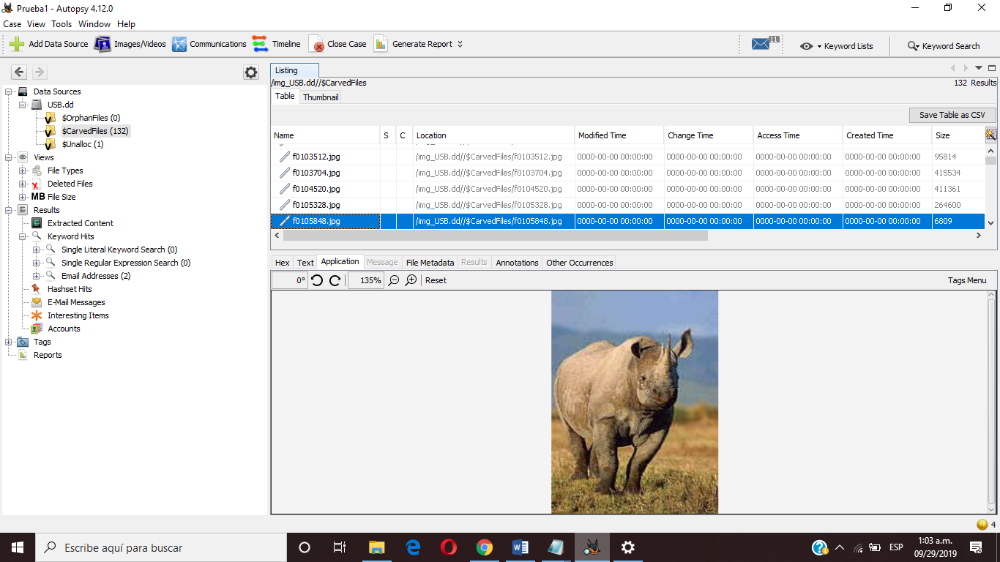 Prueba1 - Autopsy 4.12.0
Case View Tools Window Help
Add Data Source Images/Videos Communications Timeline Close Case Generate Report 11 Keyword Lists Keyword Search
Data Sources
USB.dd
$OrphanFiles (0)
$CarvedFiles (132)
$Unalloc (1)
Views
File Types
Deleted Files
MB File Size
Results
Extracted Content
Keyword Hits
Single Literal Keyword Search (0)
Single Regular Expression Search (0)
Email Addresses (2)
Hashset Hits
E-Mail Messages
Interesting Items
Accounts
Tags
Reports
Listing
/img_USB.dd//$CarvedFiles 132 Results
Table Thumbnail
Save Table as CSV
Name S C Location Modified Time Change Time Access Time Created Time Size
f0103512.jpg /img_USB.dd//$CarvedFiles/f0103512.jpg 0000-00-00 00:00:00 0000-00-00 00:00:00 0000-00-00 00:00:00 0000-00-00 00:00:00 95814
f0103704.jpg /img_USB.dd//$CarvedFiles/f0103704.jpg 0000-00-00 00:00:00 0000-00-00 00:00:00 0000-00-00 00:00:00 0000-00-00 00:00:00 415534
f0104520.jpg /img_USB.dd//$CarvedFiles/f0104520.jpg 0000-00-00 00:00:00 0000-00-00 00:00:00 0000-00-00 00:00:00 0000-00-00 00:00:00 411361
f0105328.jpg /img_USB.dd//$CarvedFiles/f0105328.jpg 0000-00-00 00:00:00 0000-00-00 00:00:00 0000-00-00 00:00:00 0000-00-00 00:00:00 264600
f0105848.jpg /img_USB.dd//$CarvedFiles/f0105848.jpg 0000-00-00 00:00:00 0000-00-00 00:00:00 0000-00-00 00:00:00 0000-00-00 00:00:00 6809
Hex Text Application Message File Metadata Results Annotations Other Occurrences
0° 135% Reset Tags Menu
4
Escribe aquí para buscar
ESP
1:03 a.m.
09/29/2019